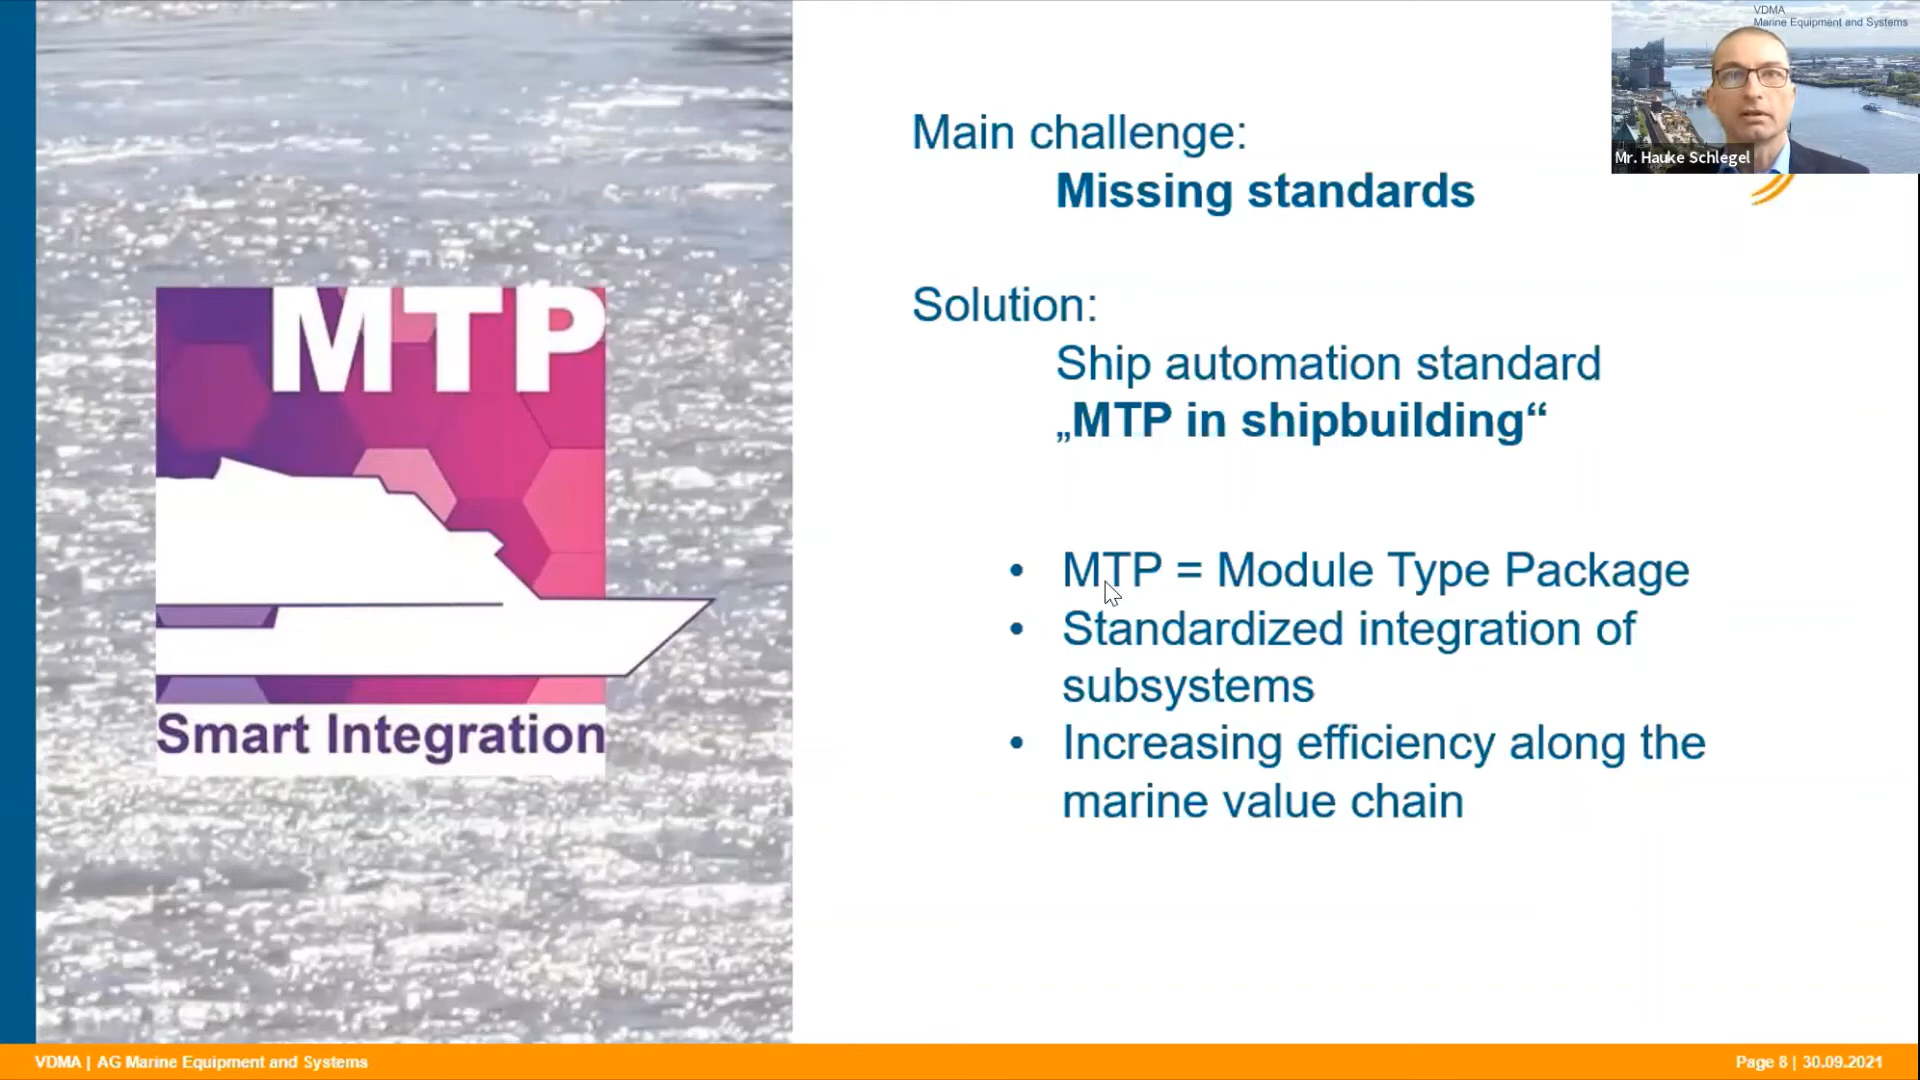 VDMA
Marine Equipment and Systems
Mr. Hauke Schlegel
Main challenge:
Missing standards
Solution:
Ship automation standard
„MTP in shipbuilding“
• MTP = Module Type Package
• Standardized integration of
subsystems
• Increasing efficiency along the
marine value chain
MTP
Smart Integration
VDMA | AG Marine Equipment and Systems
Page 8 | 30.09.2021